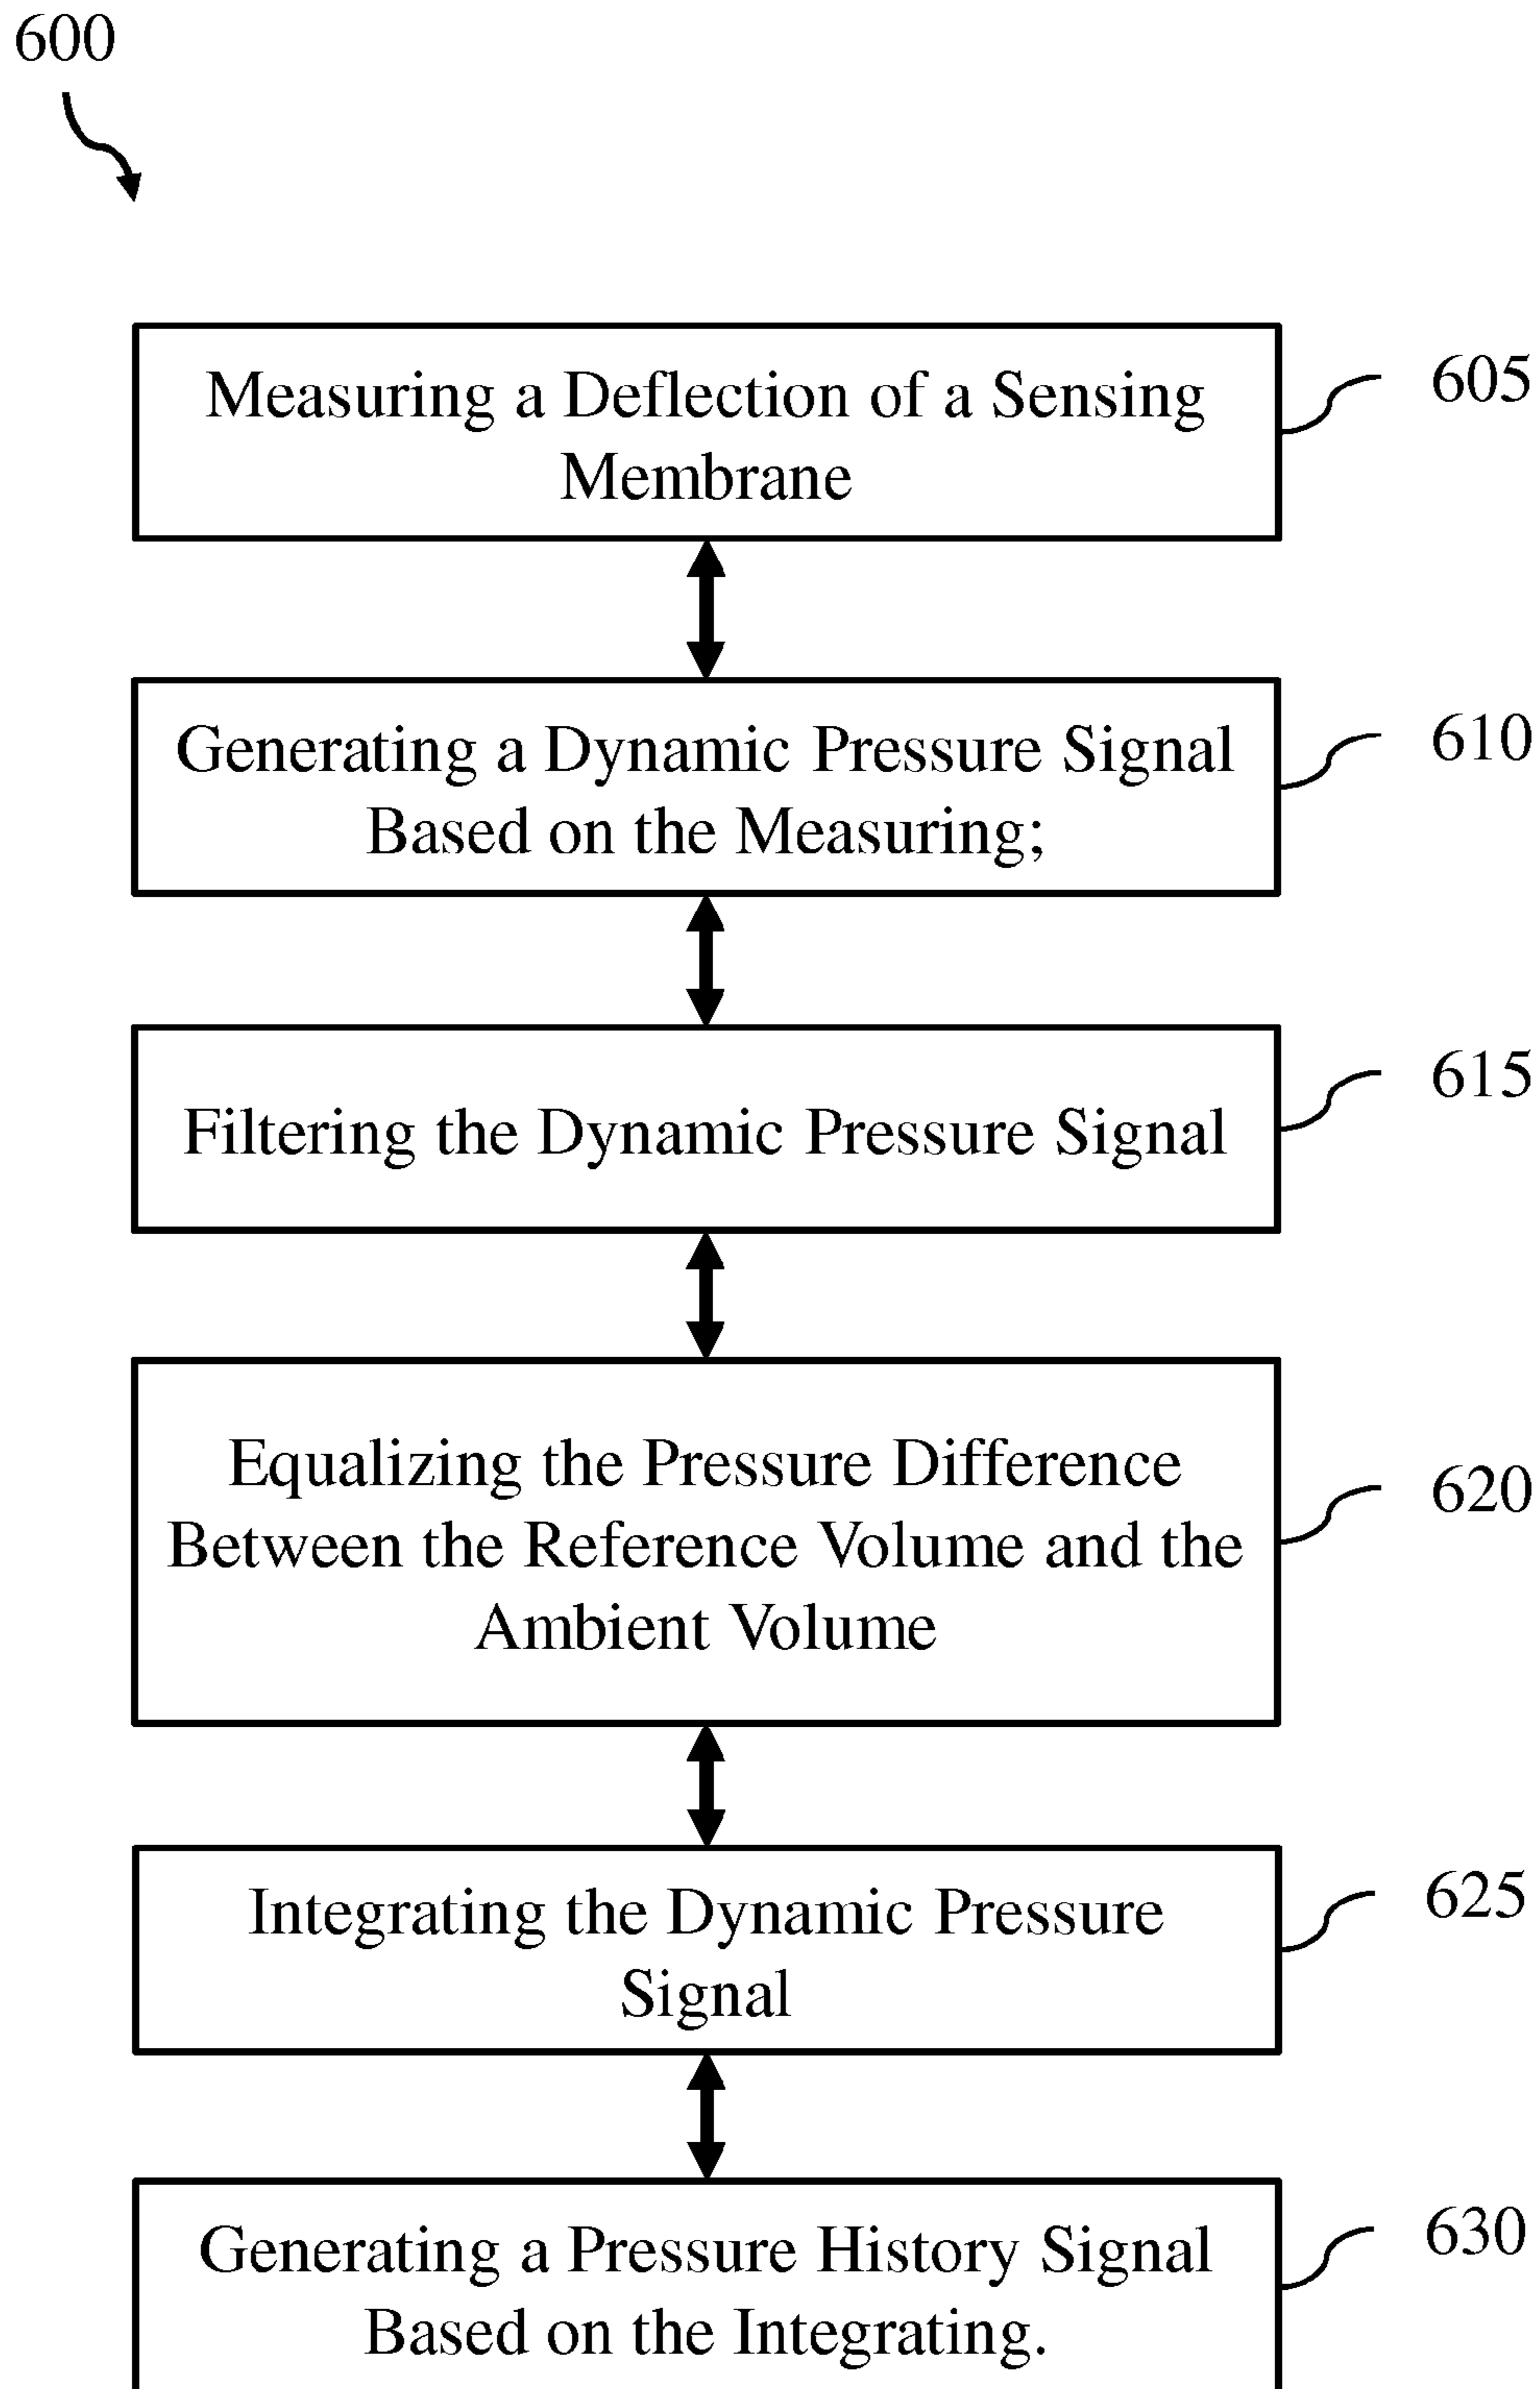 600
Measuring a Deflection of a Sensing
Membrane
605
Generating a Dynamic Pressure Signal
Based on the Measuring;
610
Filtering the Dynamic Pressure Signal
615
Equalizing the Pressure Difference
Between the Reference Volume and the
Ambient Volume
620
Integrating the Dynamic Pressure
Signal
625
Generating a Pressure History Signal
Based on the Integrating.
630